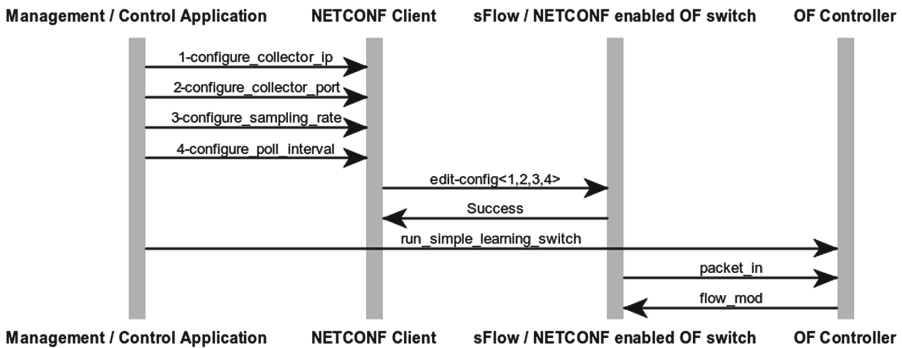 Management / Control Application NETCONF Client sFlow / NETCONF enabled OF switch OF Controller
1-configure_collector_ip
2-configure_collector_port
3-configure_sampling_rate
4-configure_poll_interval
edit-config<1,2,3,4>
Success
run_simple_learning_switch
packet_in
flow_mod
Management / Control Application NETCONF Client sFlow / NETCONF enabled OF switch OF Controller